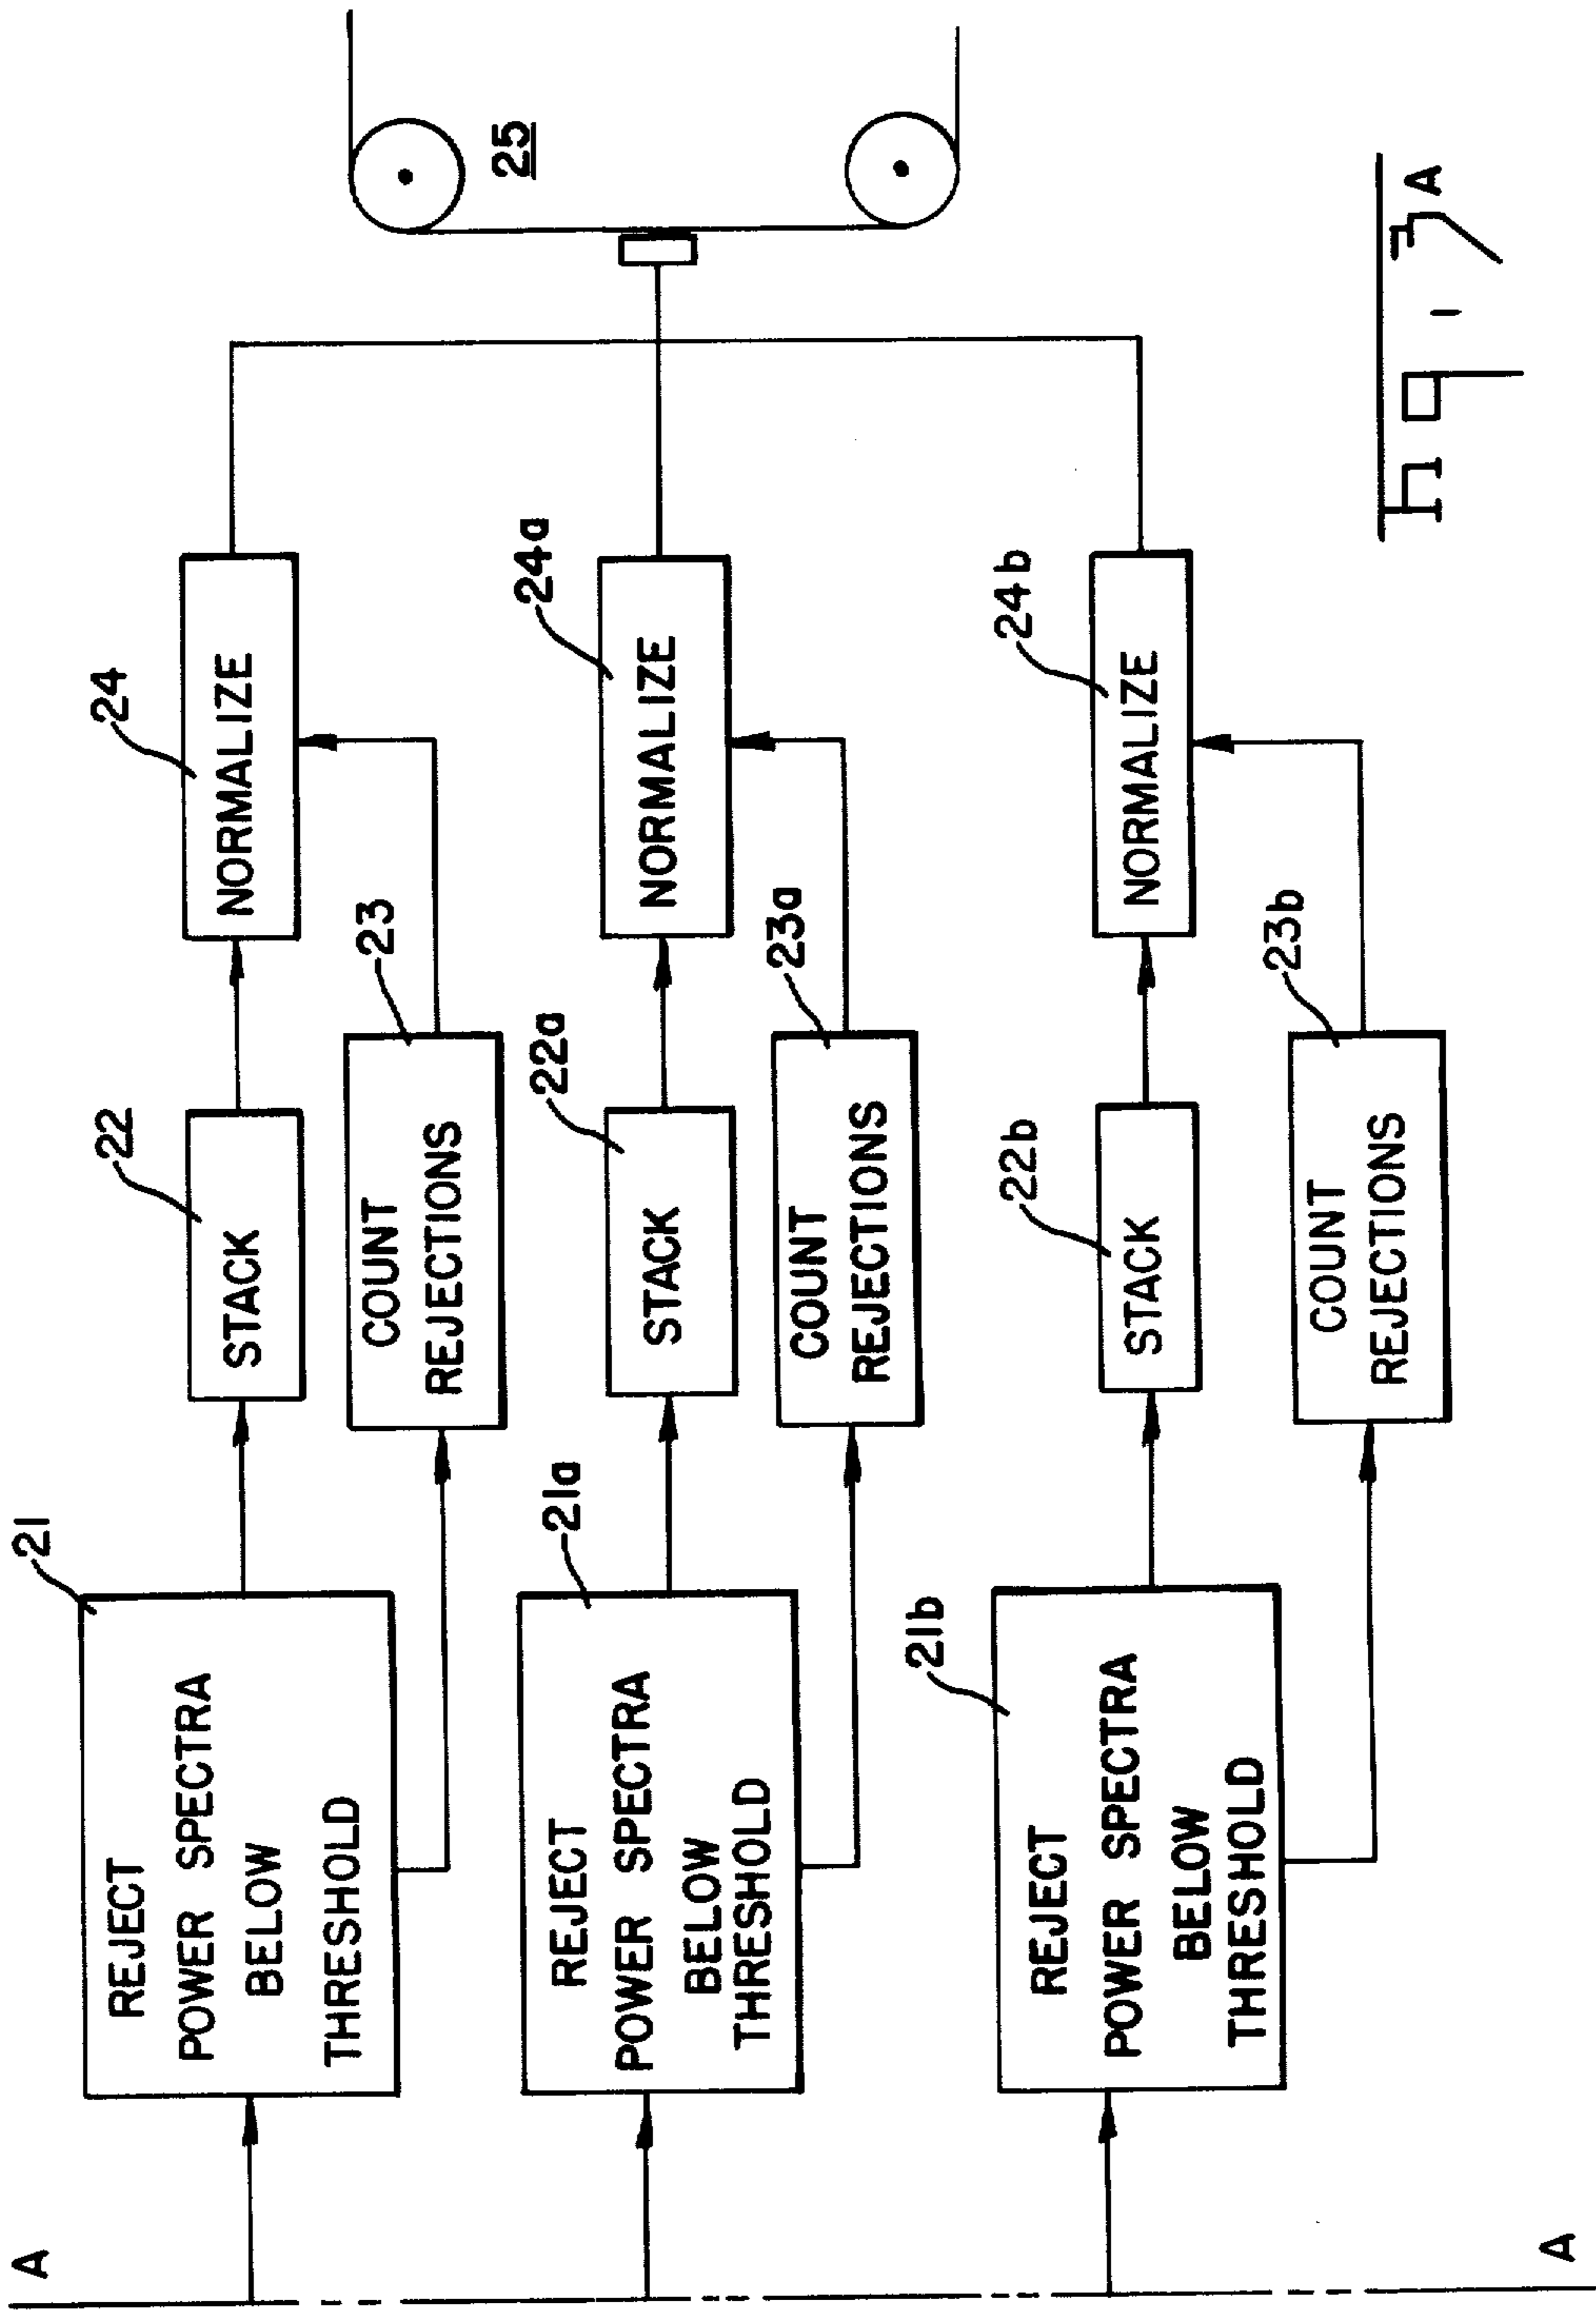 A
21
REJECT
POWER SPECTRA
BELOW
THRESHOLD
22
STACK
COUNT
REJECTIONS
23
24
NORMALIZE
21a
REJECT
POWER SPECTRA
BELOW
THRESHOLD
22a
STACK
COUNT
REJECTIONS
23a
24a
NORMALIZE
25
21b
REJECT
POWER SPECTRA
BELOW
THRESHOLD
22b
STACK
COUNT
REJECTIONS
23b
24b
NORMALIZE
A
A